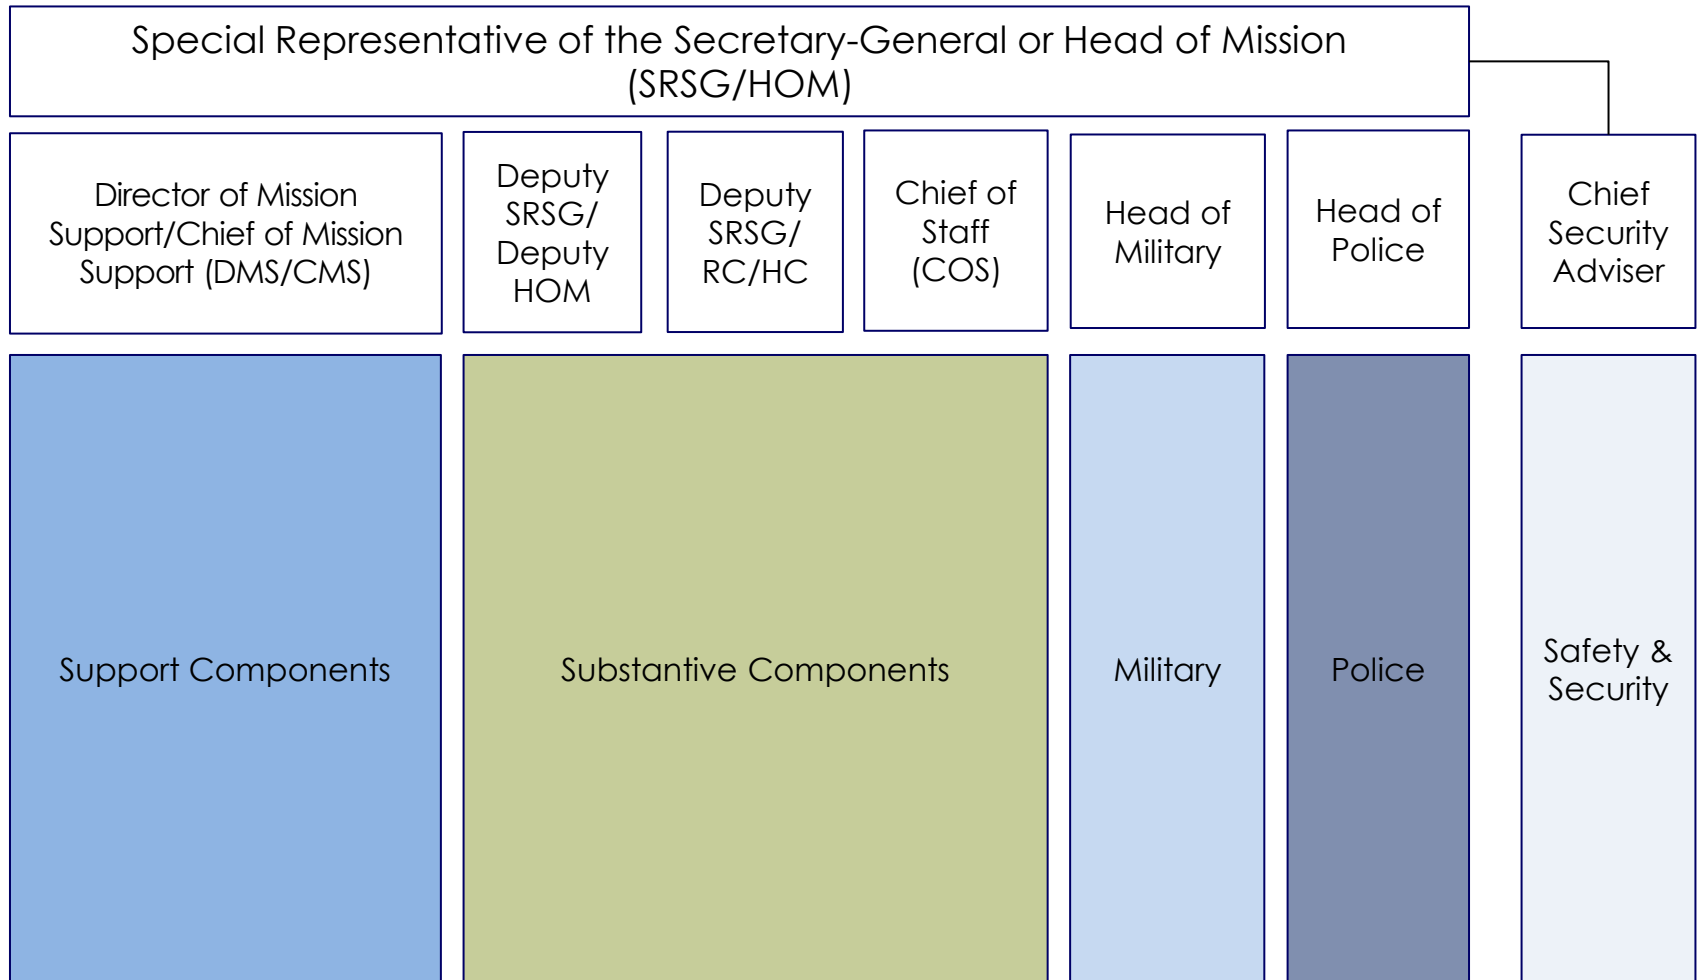 Special Representative of the Secretary-General or Head of Mission
(SRSG/HOM)
Director of Mission
Support/Chief of Mission
Support (DMS/CMS)
Deputy
SRSG/
Deputy
HOM
Deputy
SRSG/
RC/HC
Chief of
Staff
(COS)
Head of
Military
Head of
Police
Chief
Security
Adviser
Support Components
Substantive Components
Military
Police
Safety &
Security